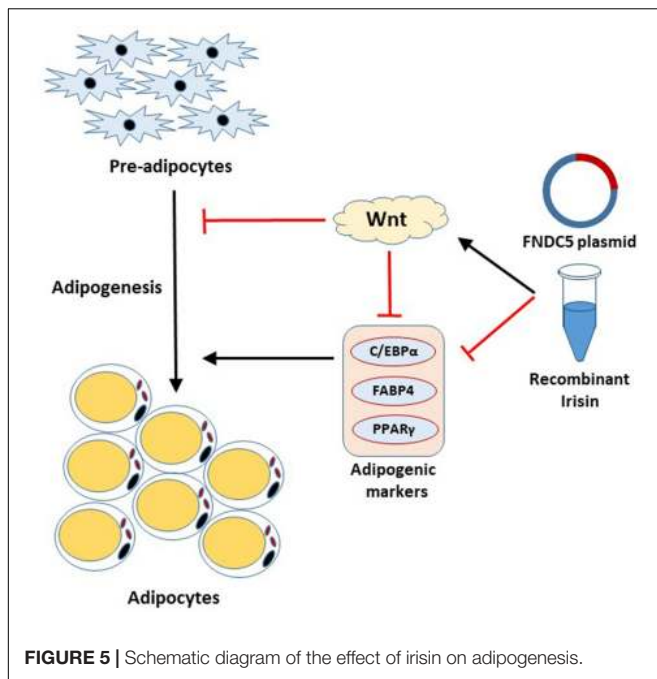 Pre-adipocytes
Wnt
FNDC5 plasmid
Adipogenesis
C/EBPα
FABP4
PPARγ
Recombinant
Irisin
Adipogenic
markers
Adipocytes
FIGURE 5 | Schematic diagram of the effect of irisin on adipogenesis.